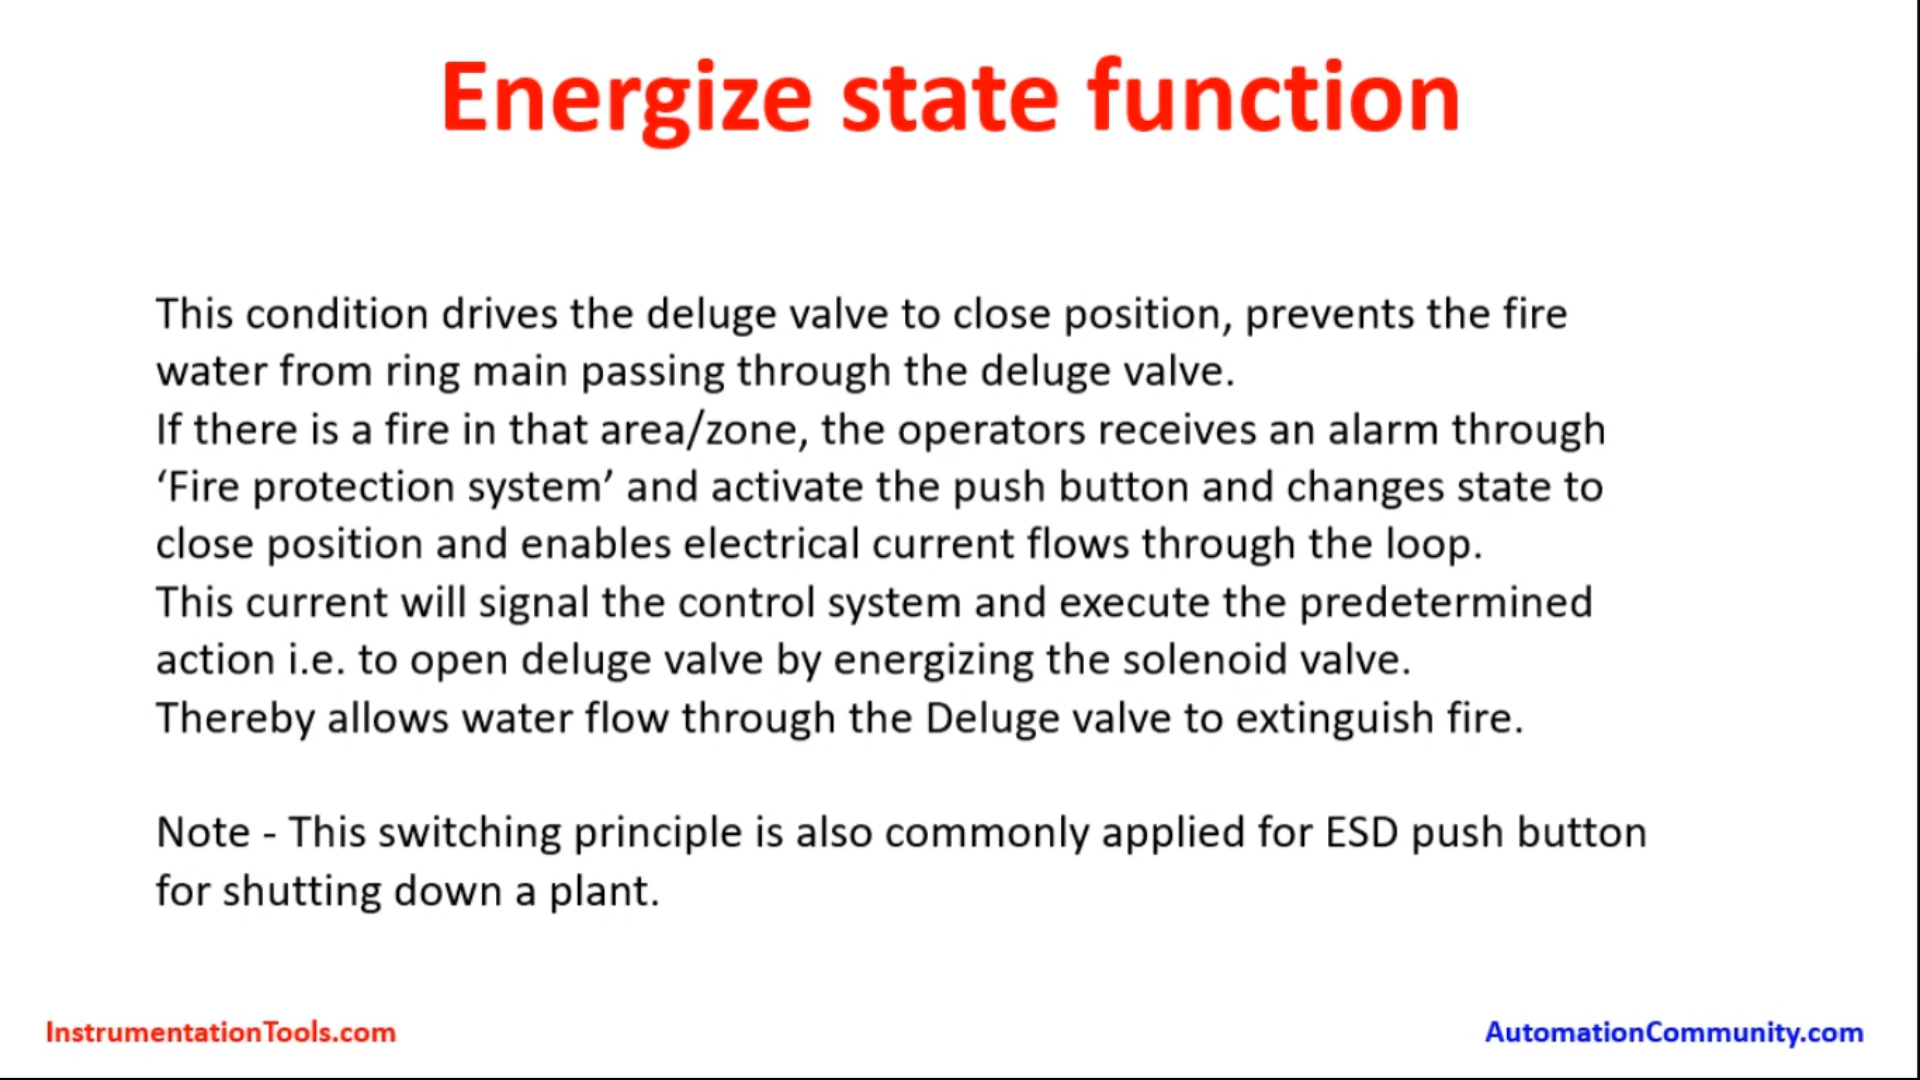 Energize state function
This condition drives the deluge valve to close position, prevents the fire
water from ring main passing through the deluge valve.
If there is a fire in that area/zone, the operators receives an alarm through
‘Fire protection system’ and activate the push button and changes state to
close position and enables electrical current flows through the loop.
This current will signal the control system and execute the predetermined
action i.e. to open deluge valve by energizing the solenoid valve.
Thereby allows water flow through the Deluge valve to extinguish fire.
Note - This switching principle is also commonly applied for ESD push button
for shutting down a plant.
InstrumentationTools.com
AutomationCommunity.com